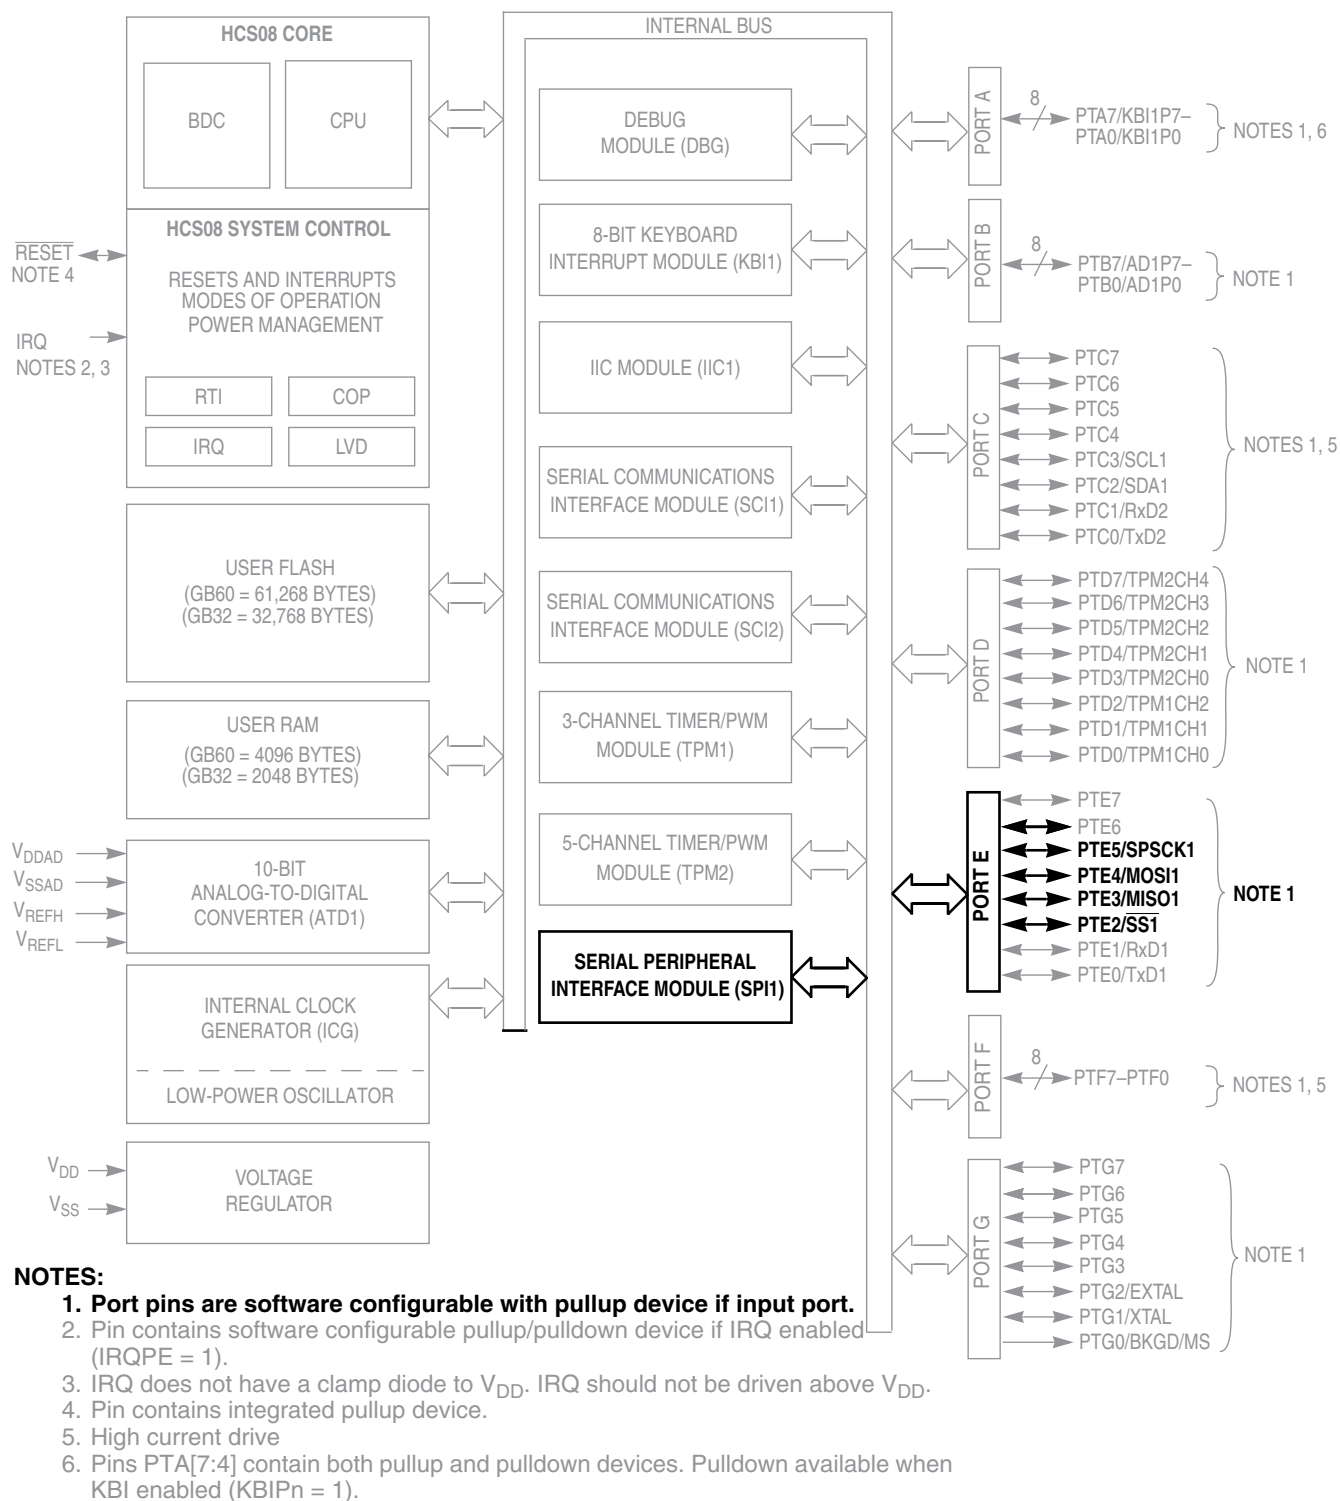 HCS08 CORE
BDC
CPU
HCS08 SYSTEM CONTROL
RESETS AND INTERRUPTS
MODES OF OPERATION
POWER MANAGEMENT
RTI
COP
IRQ
LVD
RESET
NOTE 4
IRQ
NOTES 2, 3
USER FLASH
(GB60 = 61,268 BYTES)
(GB32 = 32,768 BYTES)
USER RAM
(GB60 = 4096 BYTES)
(GB32 = 2048 BYTES)
VDDAD
VSSAD
VREFH
VREFL
10-BIT
ANALOG-TO-DIGITAL
CONVERTER (ATD1)
INTERNAL CLOCK
GENERATOR (ICG)
LOW-POWER OSCILLATOR
VDD
VSS
VOLTAGE
REGULATOR
INTERNAL BUS
DEBUG
MODULE (DBG)
8-BIT KEYBOARD
INTERRUPT MODULE (KBI1)
IIC MODULE (IIC1)
SERIAL COMMUNICATIONS
INTERFACE MODULE (SCI1)
SERIAL COMMUNICATIONS
INTERFACE MODULE (SCI2)
3-CHANNEL TIMER/PWM
MODULE (TPM1)
5-CHANNEL TIMER/PWM
MODULE (TPM2)
SERIAL PERIPHERAL
INTERFACE MODULE (SPI1)
PORT A
8
PTA7/KBI1P7–
PTA0/KBI1P0
NOTES 1, 6
PORT B
8
PTB7/AD1P7–
PTB0/AD1P0
NOTE 1
PORT C
PTC7
PTC6
PTC5
PTC4
PTC3/SCL1
PTC2/SDA1
PTC1/RxD2
PTC0/TxD2
NOTES 1, 5
PORT D
PTD7/TPM2CH4
PTD6/TPM2CH3
PTD5/TPM2CH2
PTD4/TPM2CH1
PTD3/TPM2CH0
PTD2/TPM1CH2
PTD1/TPM1CH1
PTD0/TPM1CH0
NOTE 1
PORT E
PTE7
PTE6
PTE5/SPSCK1
PTE4/MOSI1
PTE3/MISO1
PTE2/SS1
PTE1/RxD1
PTE0/TxD1
NOTE 1
PORT F
8
PTF7–PTF0
NOTES 1, 5
PORT G
PTG7
PTG6
PTG5
PTG4
PTG3
PTG2/EXTAL
PTG1/XTAL
PTG0/BKGD/MS
NOTE 1
NOTES:
1. Port pins are software configurable with pullup device if input port.
2. Pin contains software configurable pullup/pulldown device if IRQ enabled
(IRQPE = 1).
3. IRQ does not have a clamp diode to VDD. IRQ should not be driven above VDD.
4. Pin contains integrated pullup device.
5. High current drive
6. Pins PTA[7:4] contain both pullup and pulldown devices. Pulldown available when
KBI enabled (KBIPn = 1).